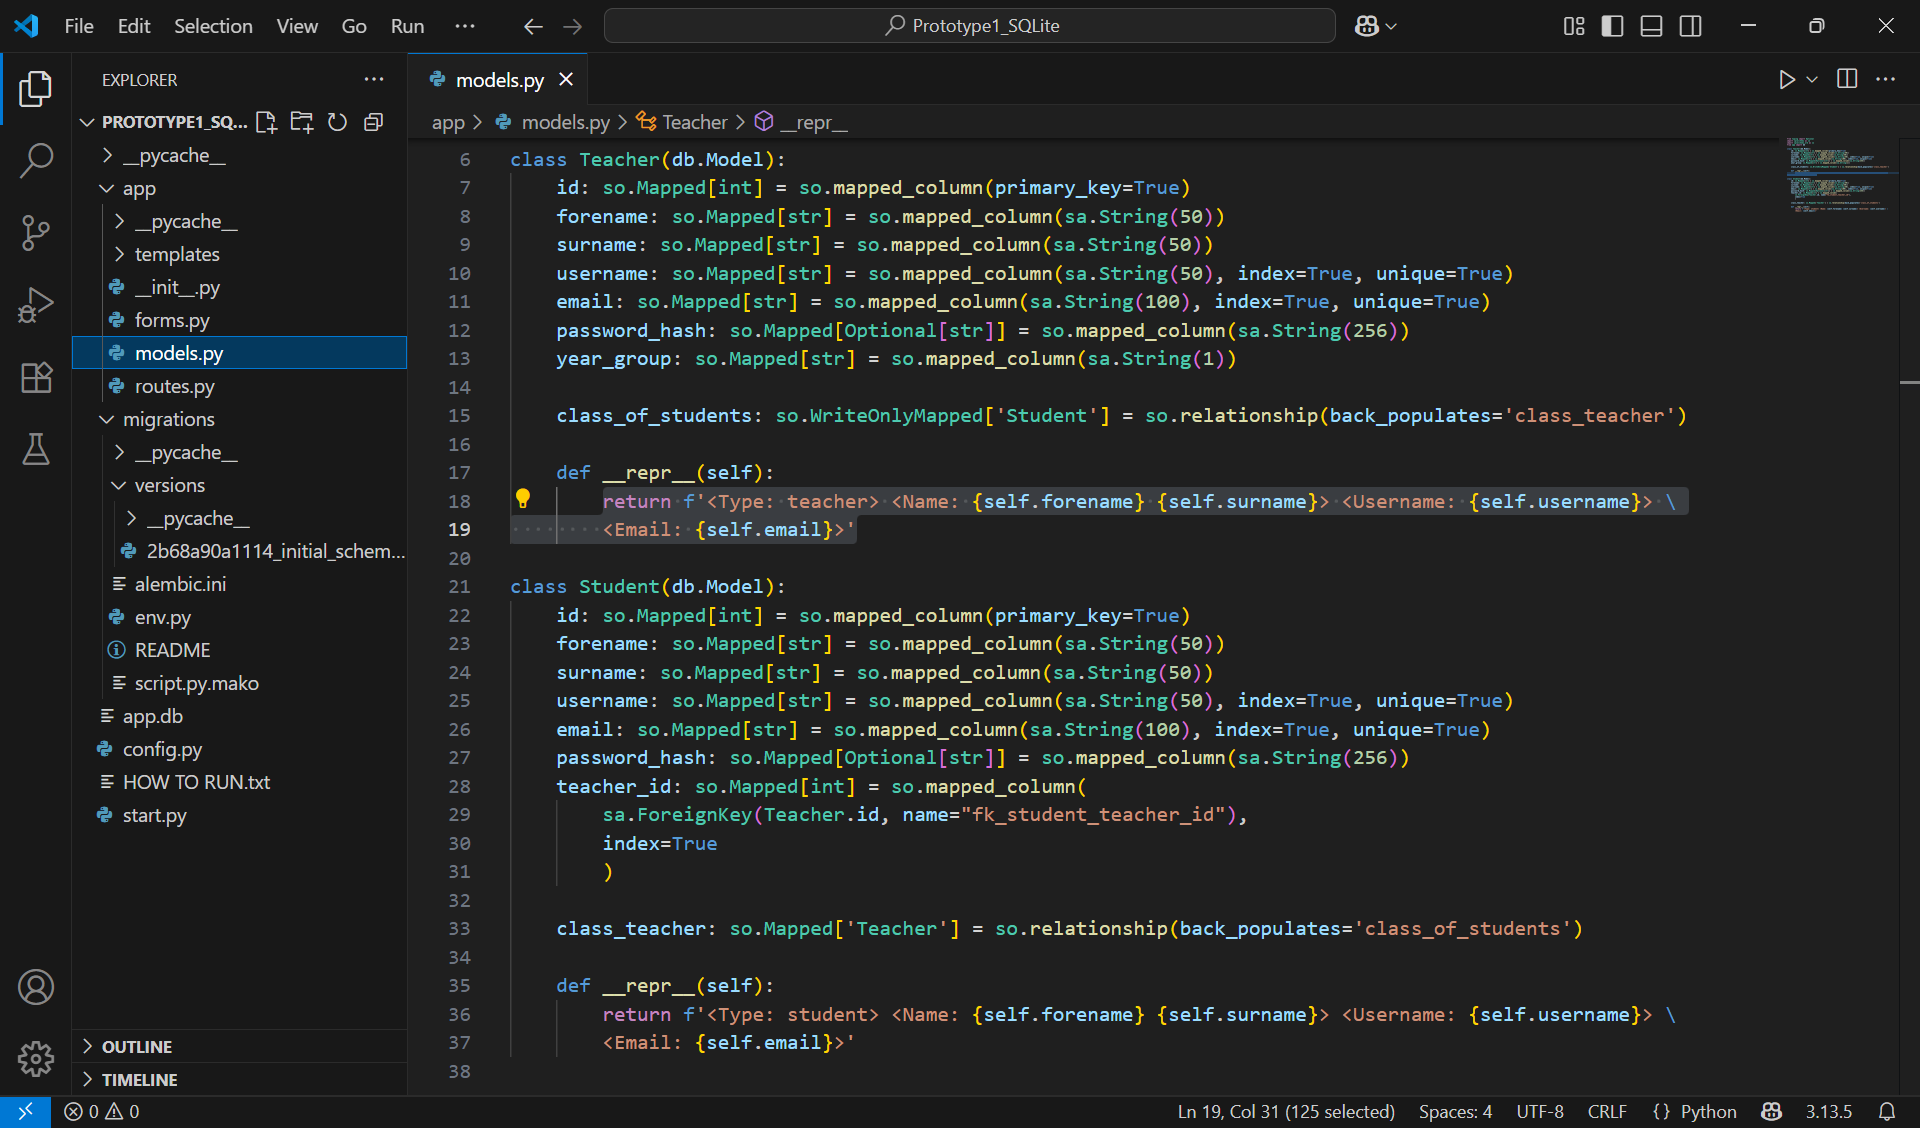 File Edit Selection View Go Run ··· Prototype1_SQLite
EXPLORER ···
PROTOTYPE1_SQ...
__pycache__
app
__pycache__
templates
__init__.py
forms.py
models.py
routes.py
migrations
__pycache__
versions
__pycache__
2b68a90a1114_initial_schem...
alembic.ini
env.py
README
script.py.mako
app.db
config.py
HOW TO RUN.txt
start.py
OUTLINE
TIMELINE
models.py
app > models.py > Teacher > __repr__
6 class Teacher(db.Model):
7     id: so.Mapped[int] = so.mapped_column(primary_key=True)
8     forename: so.Mapped[str] = so.mapped_column(sa.String(50))
9     surname: so.Mapped[str] = so.mapped_column(sa.String(50))
10     username: so.Mapped[str] = so.mapped_column(sa.String(50), index=True, unique=True)
11     email: so.Mapped[str] = so.mapped_column(sa.String(100), index=True, unique=True)
12     password_hash: so.Mapped[Optional[str]] = so.mapped_column(sa.String(256))
13     year_group: so.Mapped[str] = so.mapped_column(sa.String(1))
14
15     class_of_students: so.WriteOnlyMapped['Student'] = so.relationship(back_populates='class_teacher')
16
17     def __repr__(self):
18         return f'<Type: teacher> <Name: {self.forename} {self.surname}> <Username: {self.username}> \
19         <Email: {self.email}>'
20
21 class Student(db.Model):
22     id: so.Mapped[int] = so.mapped_column(primary_key=True)
23     forename: so.Mapped[str] = so.mapped_column(sa.String(50))
24     surname: so.Mapped[str] = so.mapped_column(sa.String(50))
25     username: so.Mapped[str] = so.mapped_column(sa.String(50), index=True, unique=True)
26     email: so.Mapped[str] = so.mapped_column(sa.String(100), index=True, unique=True)
27     password_hash: so.Mapped[Optional[str]] = so.mapped_column(sa.String(256))
28     teacher_id: so.Mapped[int] = so.mapped_column(
29         sa.ForeignKey(Teacher.id, name="fk_student_teacher_id"),
30         index=True
31         )
32
33     class_teacher: so.Mapped['Teacher'] = so.relationship(back_populates='class_of_students')
34
35     def __repr__(self):
36         return f'<Type: student> <Name: {self.forename} {self.surname}> <Username: {self.username}> \
37         <Email: {self.email}>'
38
0 0 Ln 19, Col 31 (125 selected) Spaces: 4 UTF-8 CRLF {} Python 3.13.5